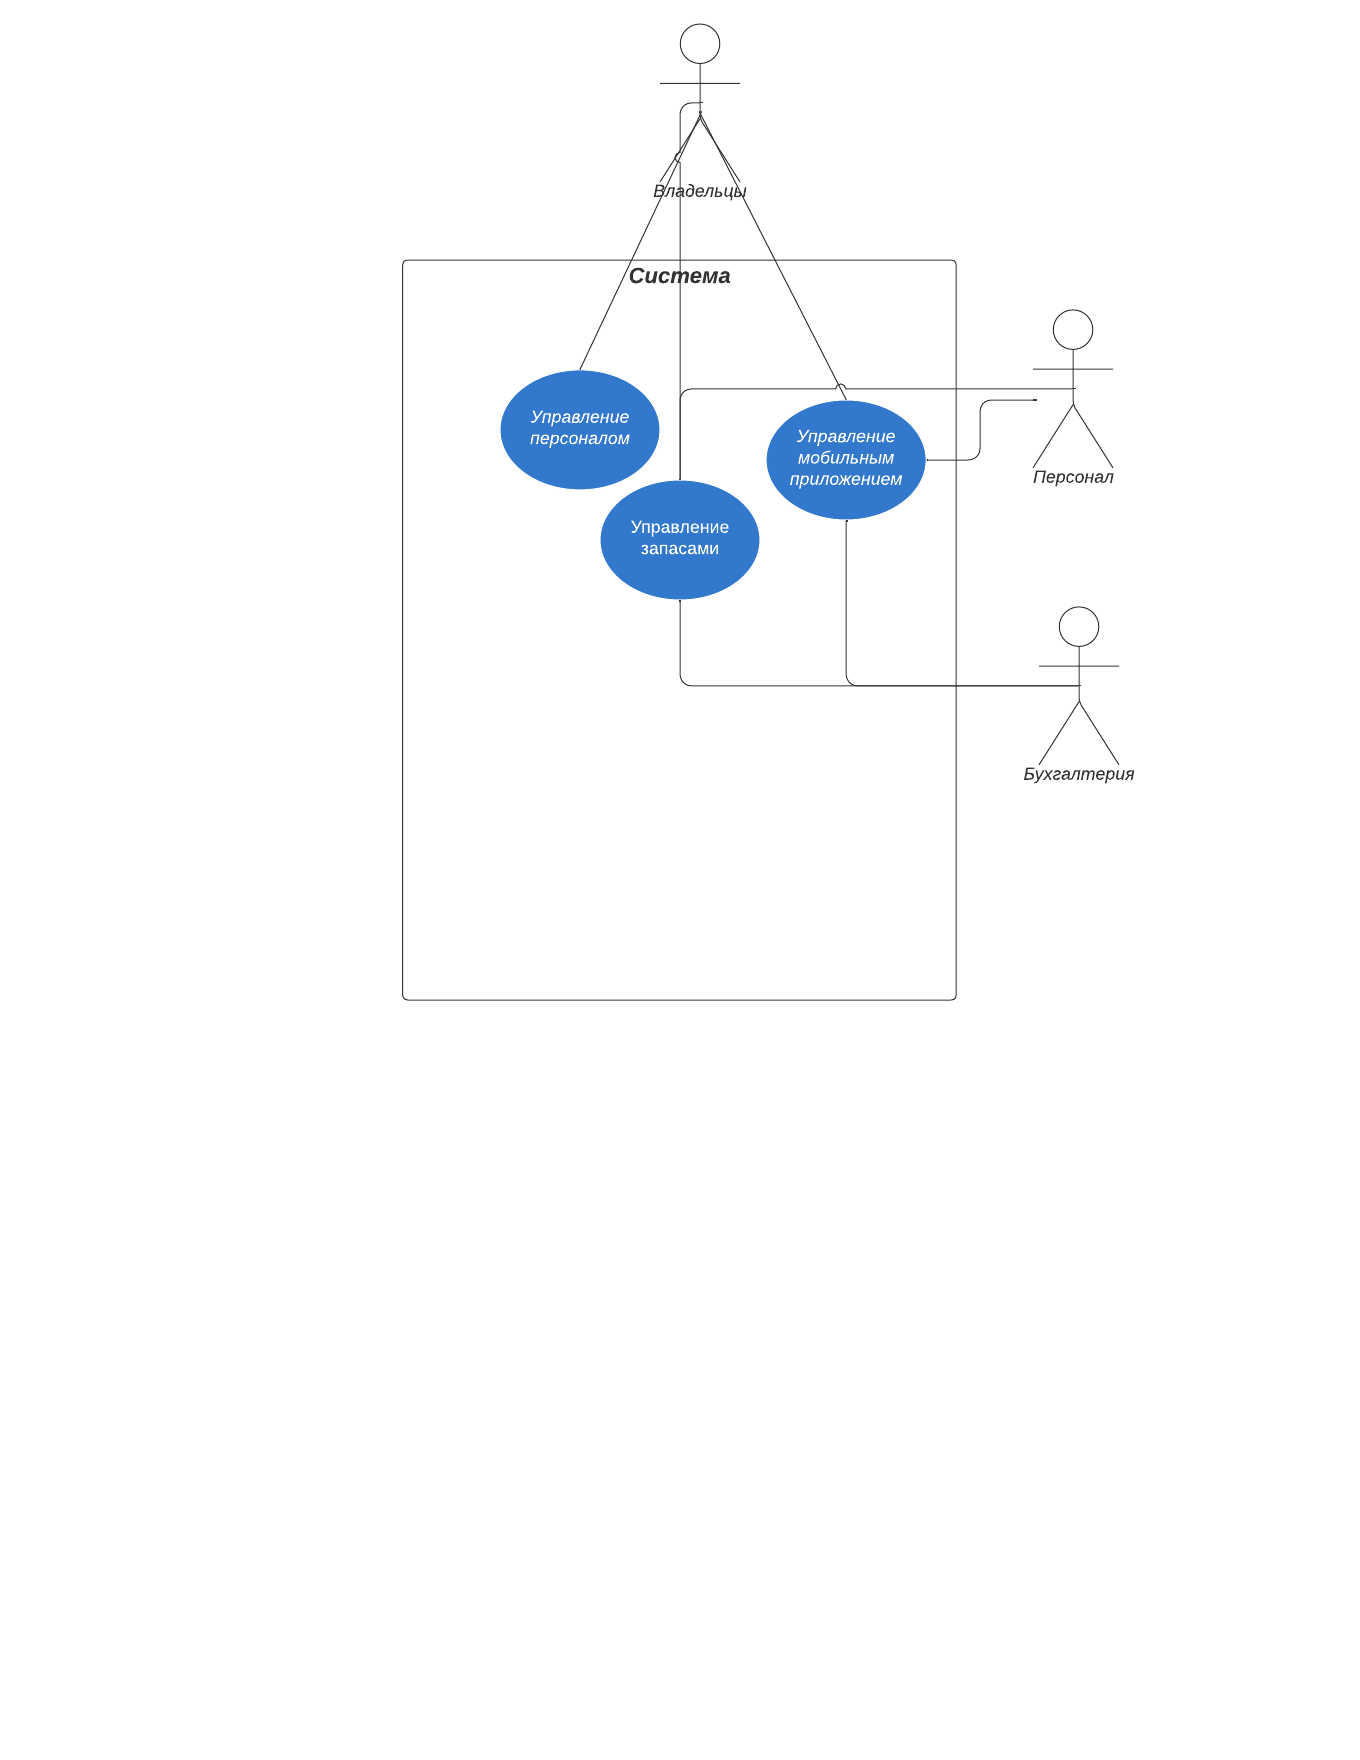 Владельцы
Система
Управление
персоналом
Управление
мобильным
приложением
Персонал
Управление
запасами
Бухгалтерия